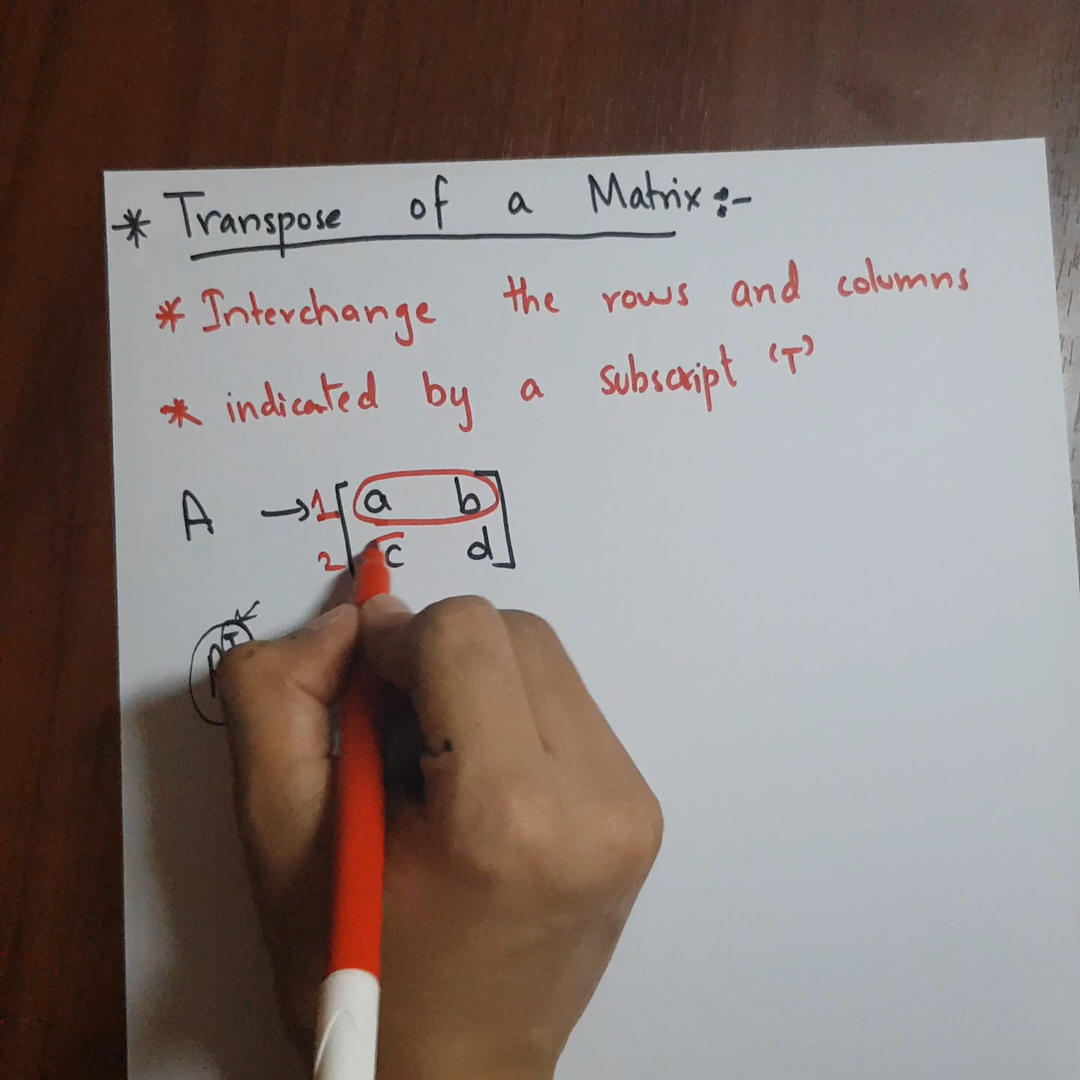 * Transpose of a Matrix :-
* Interchange the rows and columns
* indicated by a subscript 'T'
A → 1 [ a b ]
2 [ c d ]